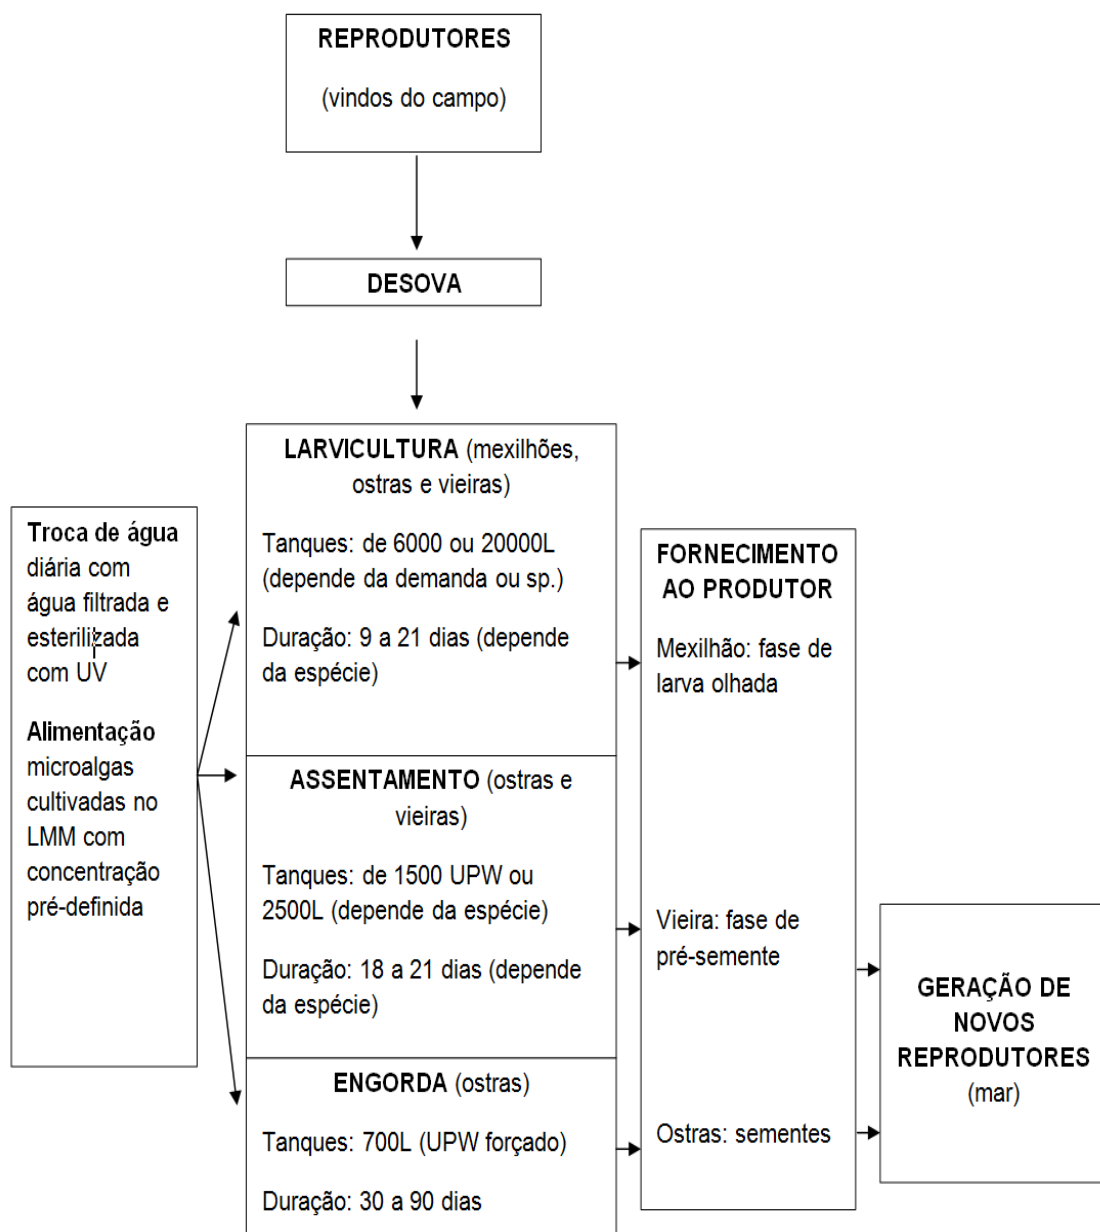 REPRODUTORES
(vindos do campo)
DESOVA
LARVICULTURA (mexilhões,
ostras e vieiras)
Tanques: de 6000 ou 20000L
(depende da demanda ou sp.)
Duração: 9 a 21 dias (depende
da espécie)
Troca de água
diária com
água filtrada e
esterilizada
com UV
Alimentação
microalgas
cultivadas no
LMM com
concentração
pré-definida
ASSENTAMENTO (ostras e
vieiras)
Tanques: de 1500 UPW ou
2500L (depende da espécie)
Duração: 18 a 21 dias (depende
da espécie)
ENGORDA (ostras)
Tanques: 700L (UPW forçado)
Duração: 30 a 90 dias
FORNECIMENTO
AO PRODUTOR
Mexilhão: fase de
larva olhada
Vieira: fase de
pré-semente
Ostras: sementes
GERAÇÃO DE
NOVOS
REPRODUTORES
(mar)